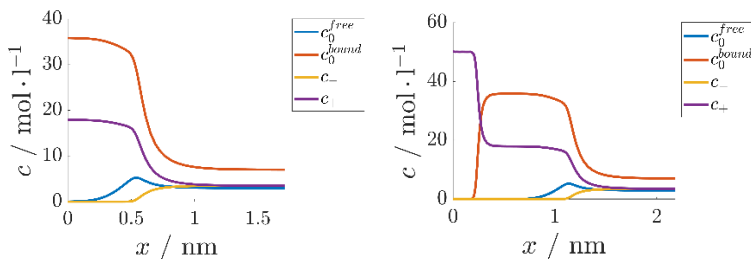 40
30
20
10
0
c / mol · l⁻¹
0
0.5
1
1.5
x / nm
c₀ᶠʳᵉᵉ
c₀ᵇᵒᵘⁿᵈ
c₋
c
60
40
20
0
c / mol · l⁻¹
0
1
2
x / nm
c₀ᶠʳᵉᵉ
c₀ᵇᵒᵘⁿᵈ
c₋
c₊